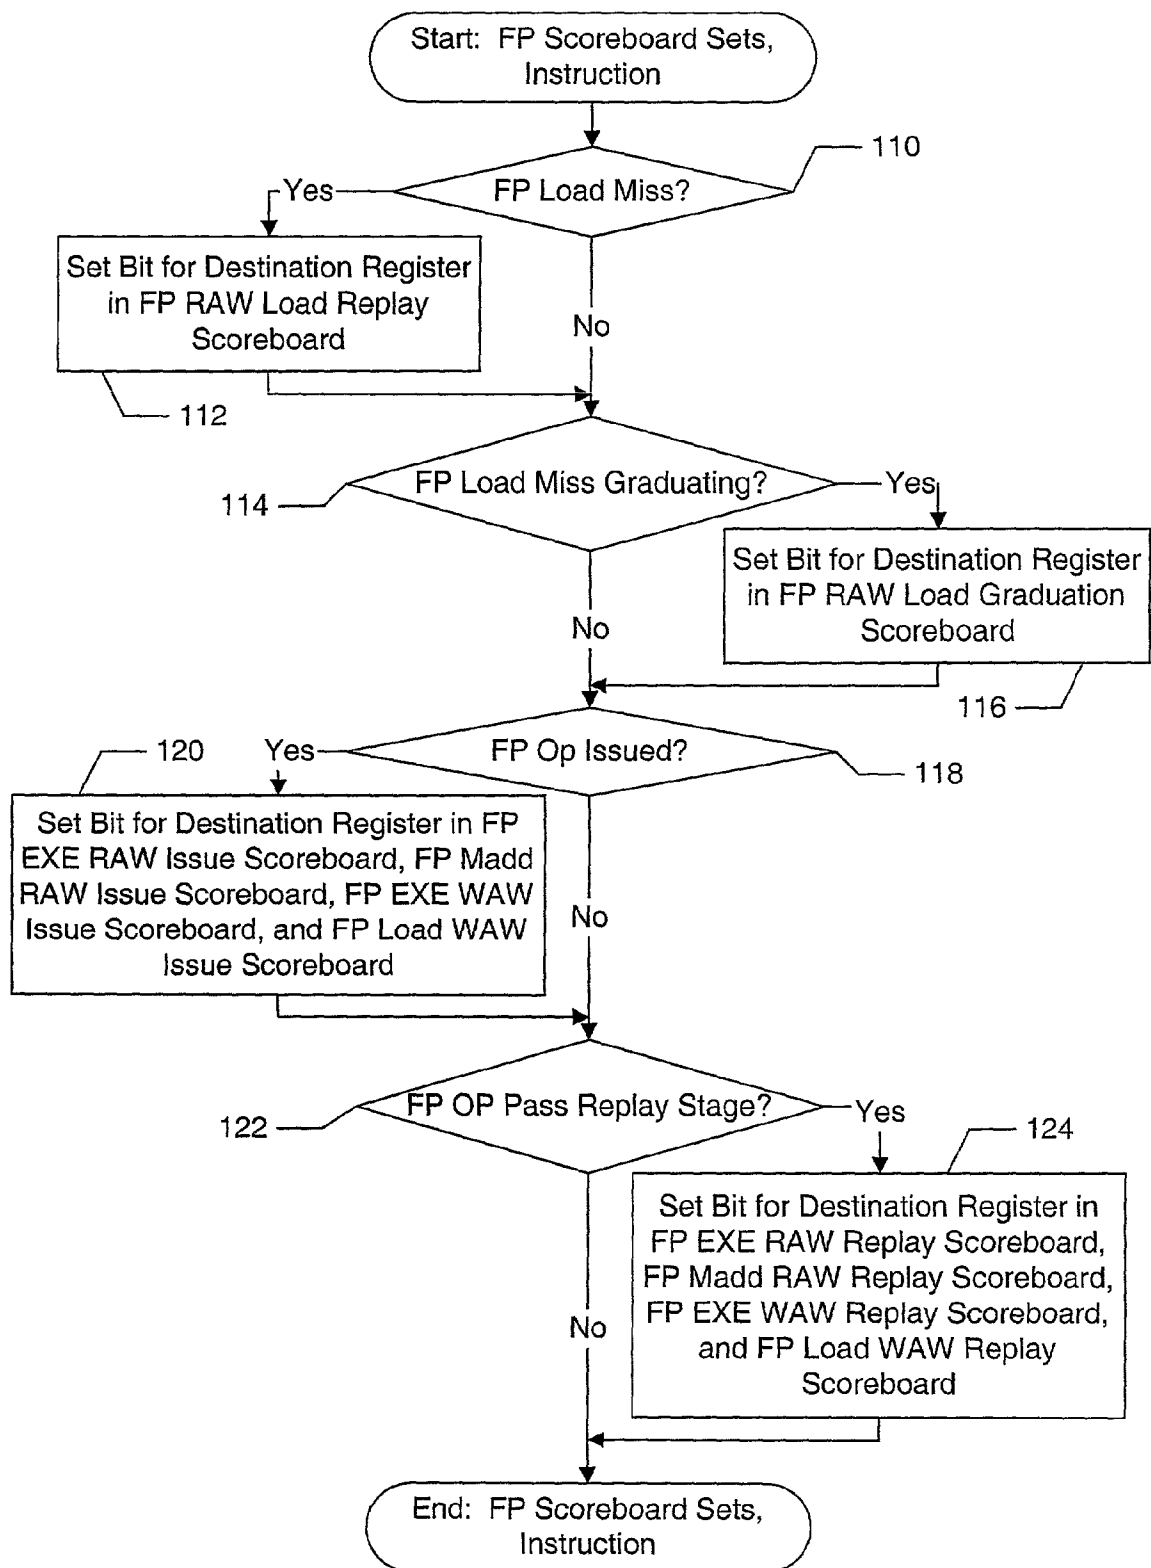 Start: FP Scoreboard Sets,
Instruction
110
FP Load Miss?
Yes
Set Bit for Destination Register
in FP RAW Load Replay
Scoreboard
No
112
FP Load Miss Graduating?
Yes
114
Set Bit for Destination Register
in FP RAW Load Graduation
Scoreboard
No
116
120
Yes
FP Op Issued?
118
Set Bit for Destination Register in FP
EXE RAW Issue Scoreboard, FP Madd
RAW Issue Scoreboard, FP EXE WAW
Issue Scoreboard, and FP Load WAW
Issue Scoreboard
No
FP OP Pass Replay Stage?
Yes
122
124
Set Bit for Destination Register in
FP EXE RAW Replay Scoreboard,
FP Madd RAW Replay Scoreboard,
FP EXE WAW Replay Scoreboard,
and FP Load WAW Replay
Scoreboard
No
End: FP Scoreboard Sets,
Instruction